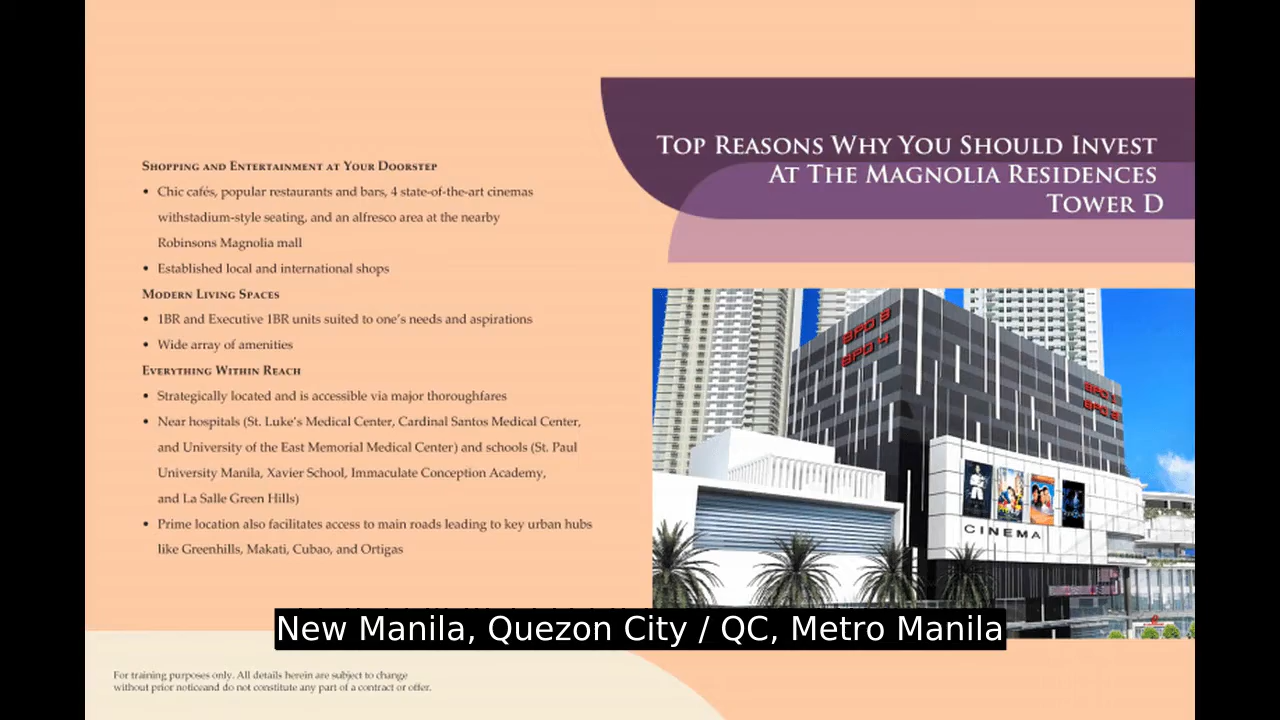 Top Reasons Why You Should Invest
At The Magnolia Residences
Tower D
Shopping and Entertainment at Your Doorstep
• Chic cafés, popular restaurants and bars, 4 state-of-the-art cinemas
withstadium-style seating, and an alfresco area at the nearby
Robinsons Magnolia mall
• Established local and international shops
Modern Living Spaces
• 1BR and Executive 1BR units suited to one's needs and aspirations
• Wide array of amenities
Everything Within Reach
• Strategically located and is accessible via major thoroughfares
• Near hospitals (St. Luke's Medical Center, Cardinal Santos Medical Center,
and University of the East Memorial Medical Center) and schools (St. Paul
University Manila, Xavier School, Immaculate Conception Academy,
and La Salle Green Hills)
• Prime location also facilitates access to main roads leading to key urban hubs
like Greenhills, Makati, Cubao, and Ortigas
BPO 3
BPO 4
BPO 1
BPO 2
CINEMA
New Manila, Quezon City / QC, Metro Manila
For training purposes only. All details herein are subject to change
without prior noticeand do not constitute any part of a contract or offer.